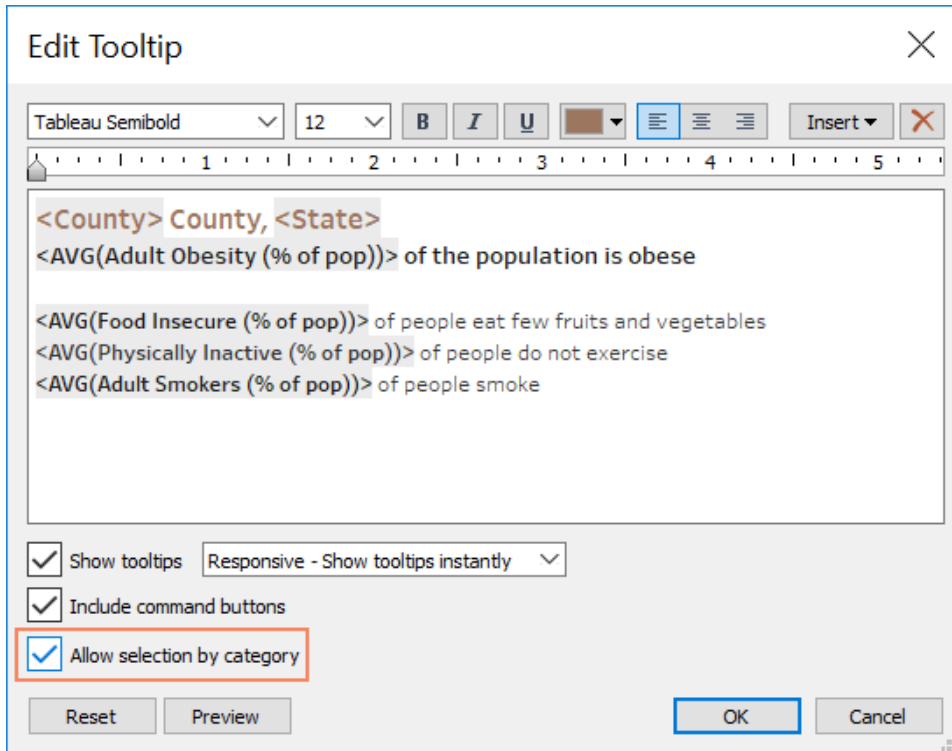 Edit Tooltip
Tableau Semibold 12 B I U Insert
1 2 3 4 5
<County> County, <State>
<AVG(Adult Obesity (% of pop))> of the population is obese
<AVG(Food Insecure (% of pop))> of people eat few fruits and vegetables
<AVG(Physically Inactive (% of pop))> of people do not exercise
<AVG(Adult Smokers (% of pop))> of people smoke
Show tooltips Responsive - Show tooltips instantly
Include command buttons
Allow selection by category
Reset Preview OK Cancel